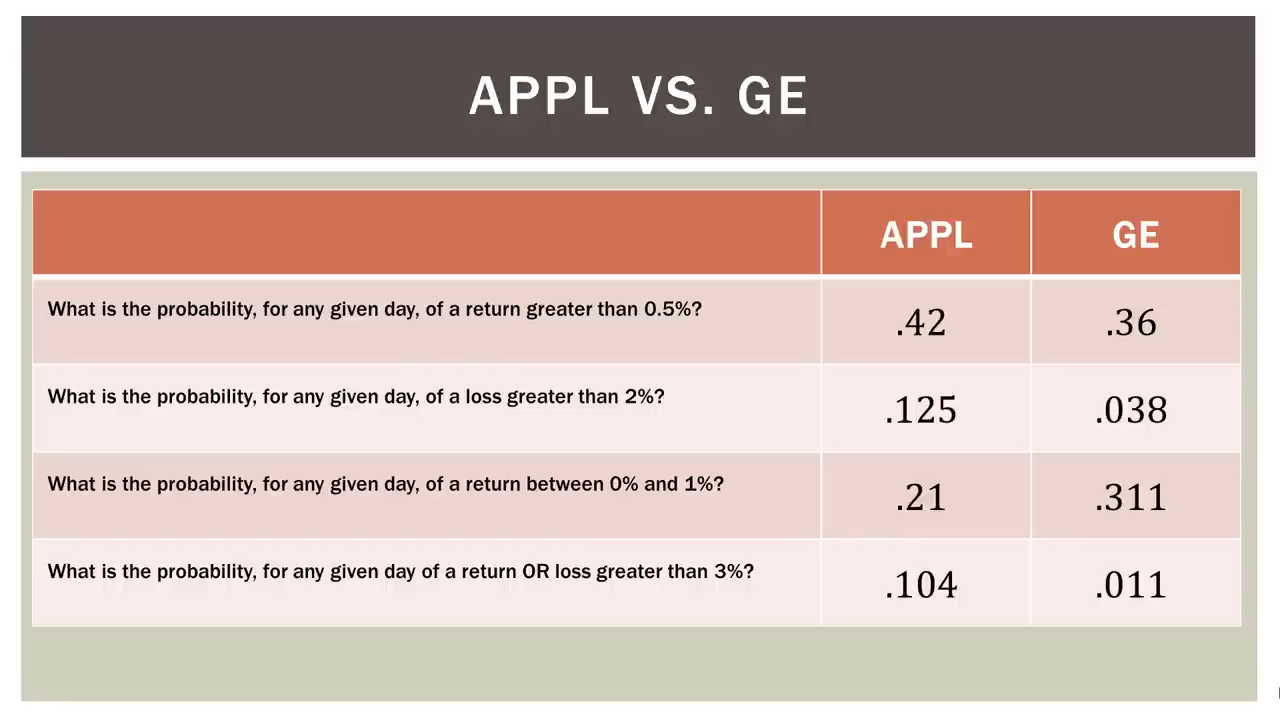 APPL VS. GE
APPL GE
What is the probability, for any given day, of a return greater than 0.5%? .42 .36
What is the probability, for any given day, of a loss greater than 2%? .125 .038
What is the probability, for any given day, of a return between 0% and 1%? .21 .311
What is the probability, for any given day of a return OR loss greater than 3%? .104 .011